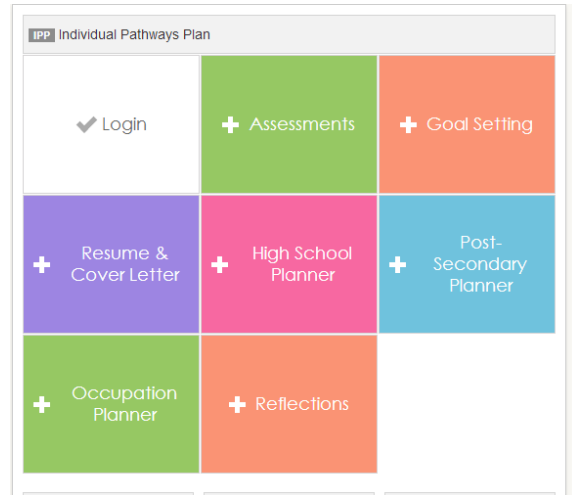 IPP Individual Pathways Plan
Login
Assessments
Goal Setting
Resume &
Cover Letter
High School
Planner
Post-
Secondary
Planner
Occupation
Planner
Reflections